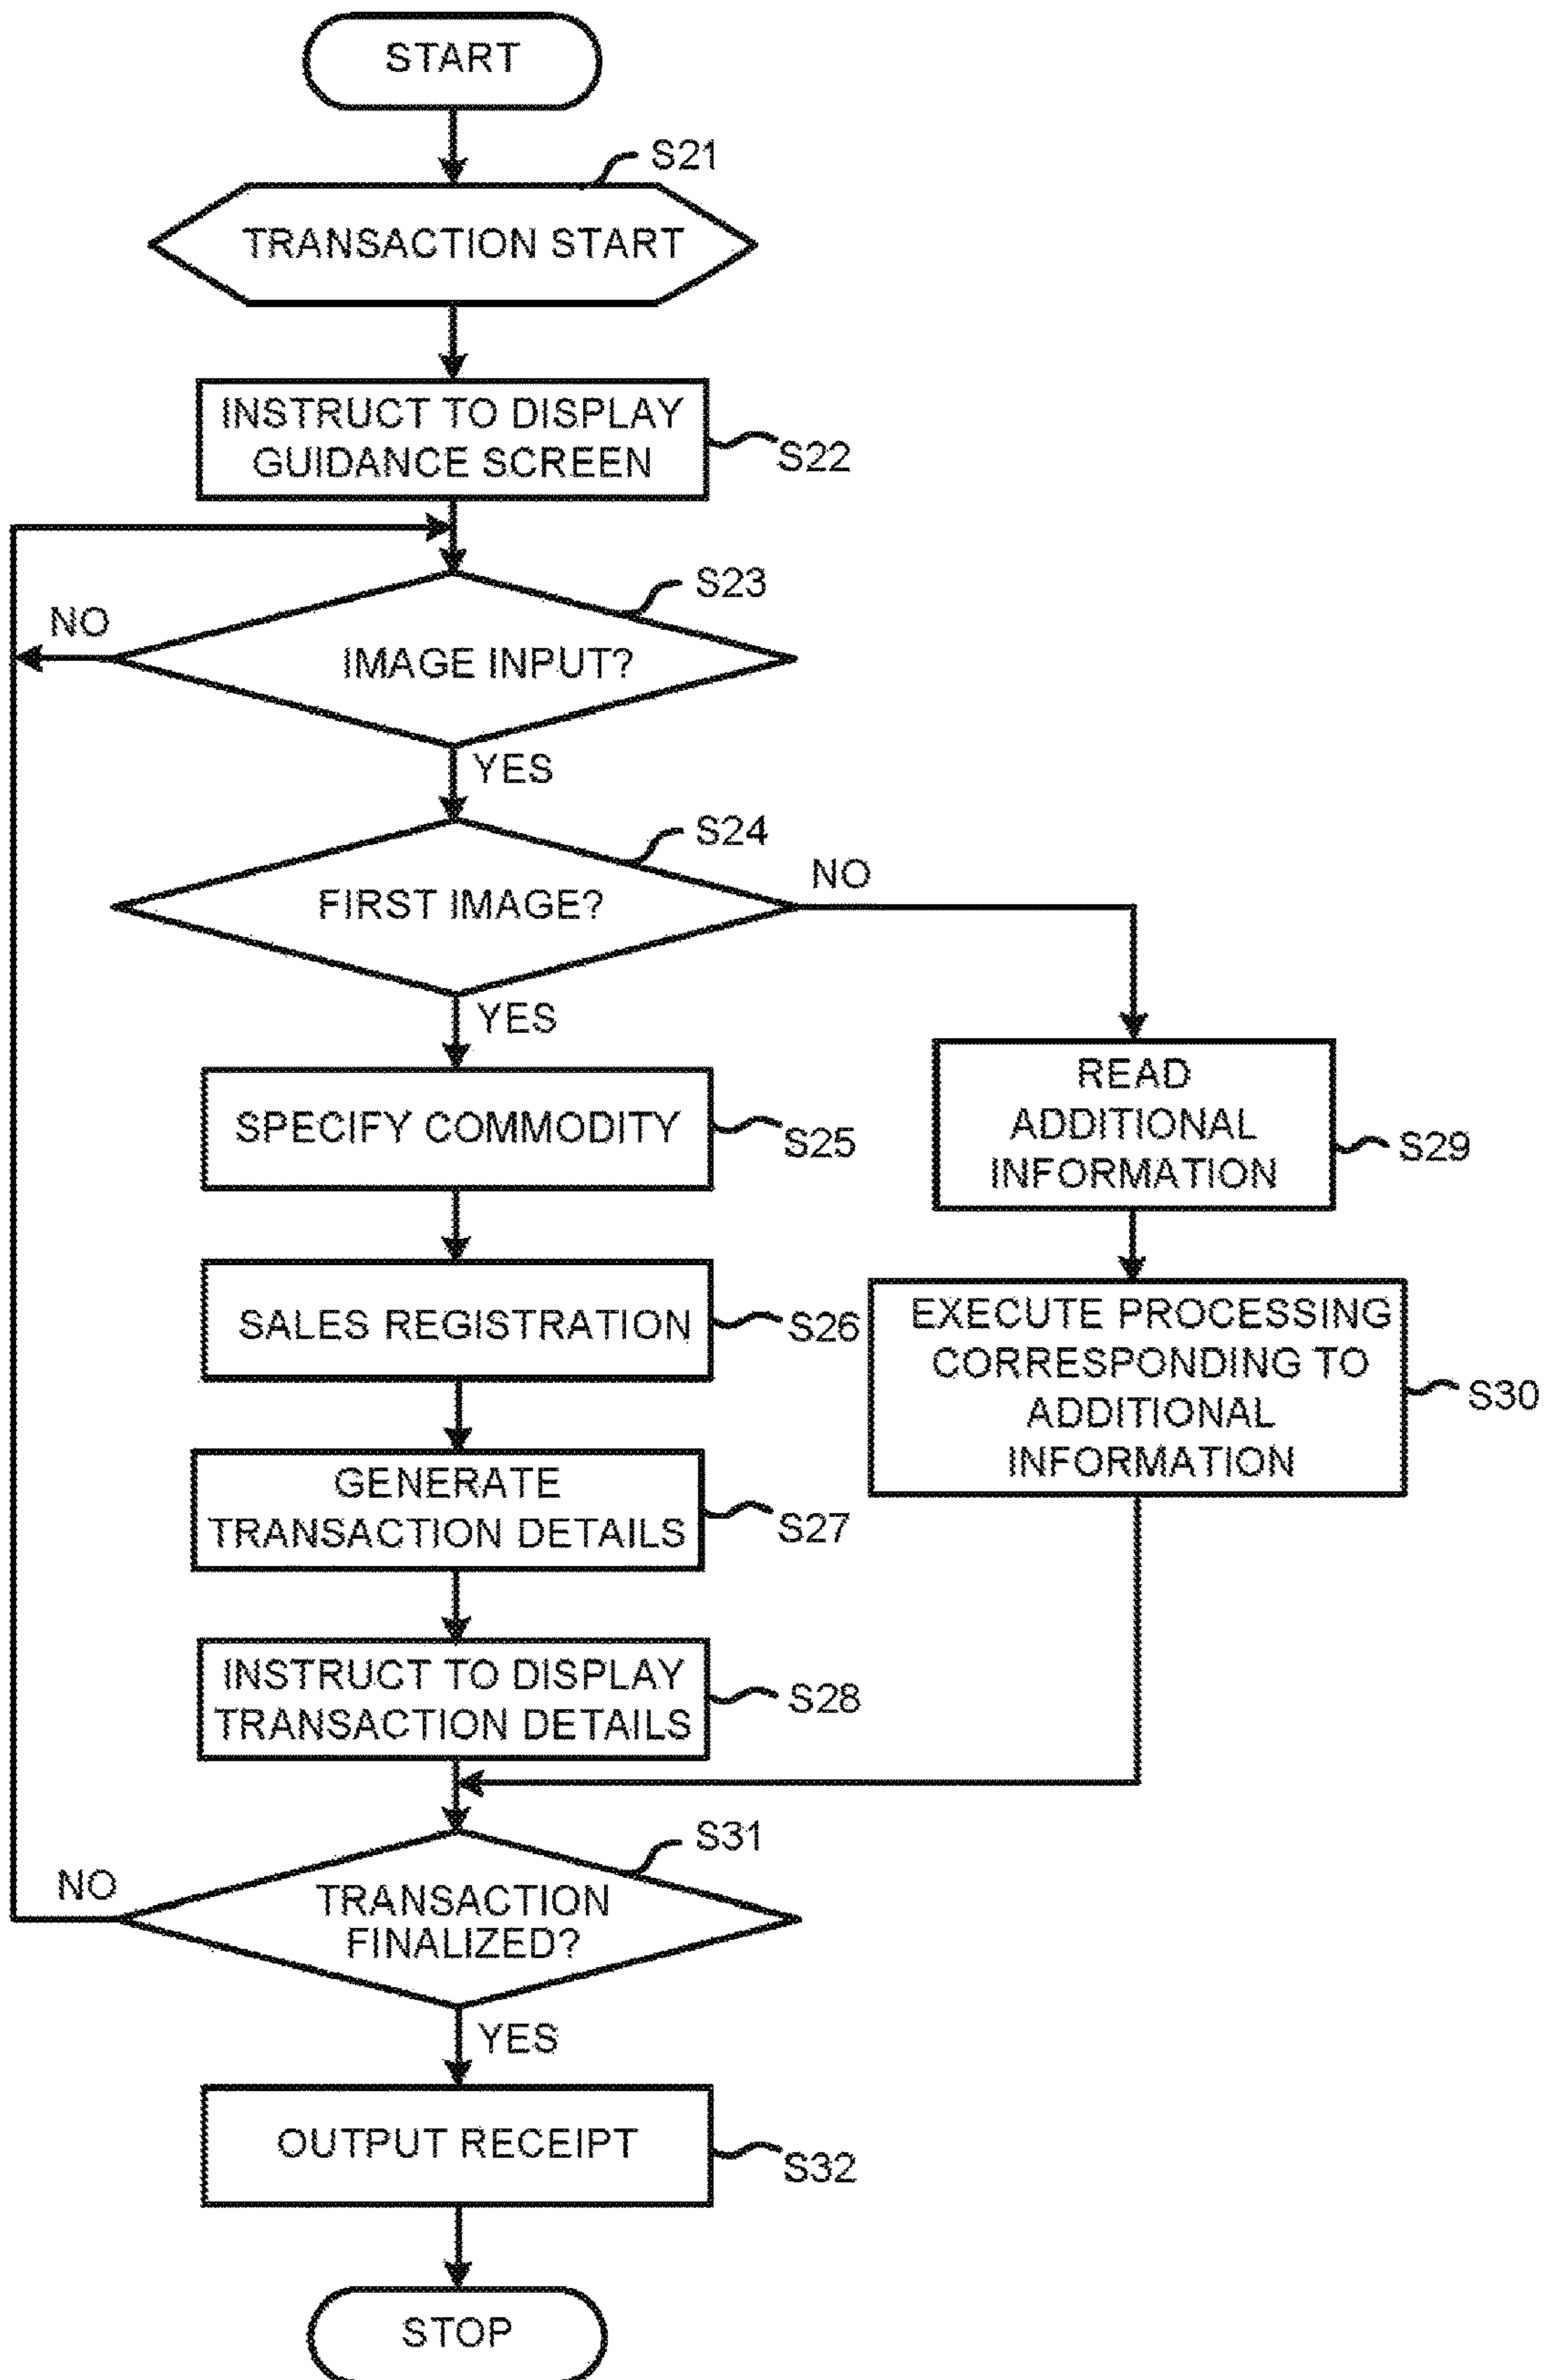 START
S21
TRANSACTION START
INSTRUCT TO DISPLAY
GUIDANCE SCREEN
S22
S23
NO
IMAGE INPUT?
YES
S24
NO
FIRST IMAGE?
YES
SPECIFY COMMODITY
S25
READ
ADDITIONAL
INFORMATION
S29
SALES REGISTRATION
S26
EXECUTE PROCESSING
CORRESPONDING TO
ADDITIONAL
INFORMATION
S30
GENERATE
TRANSACTION DETAILS
S27
INSTRUCT TO DISPLAY
TRANSACTION DETAILS
S28
S31
NO
TRANSACTION
FINALIZED?
YES
OUTPUT RECEIPT
S32
STOP